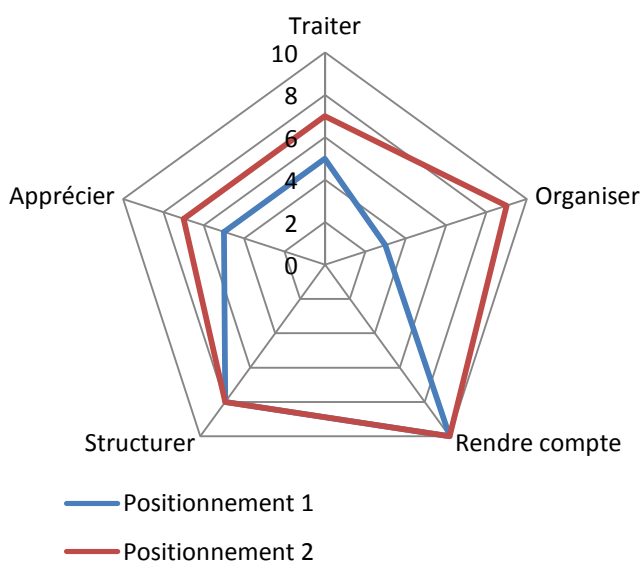 Traiter
10
8
6
4
2
0
Apprécier
Organiser
Structurer
Rendre compte
Positionnement 1
Positionnement 2